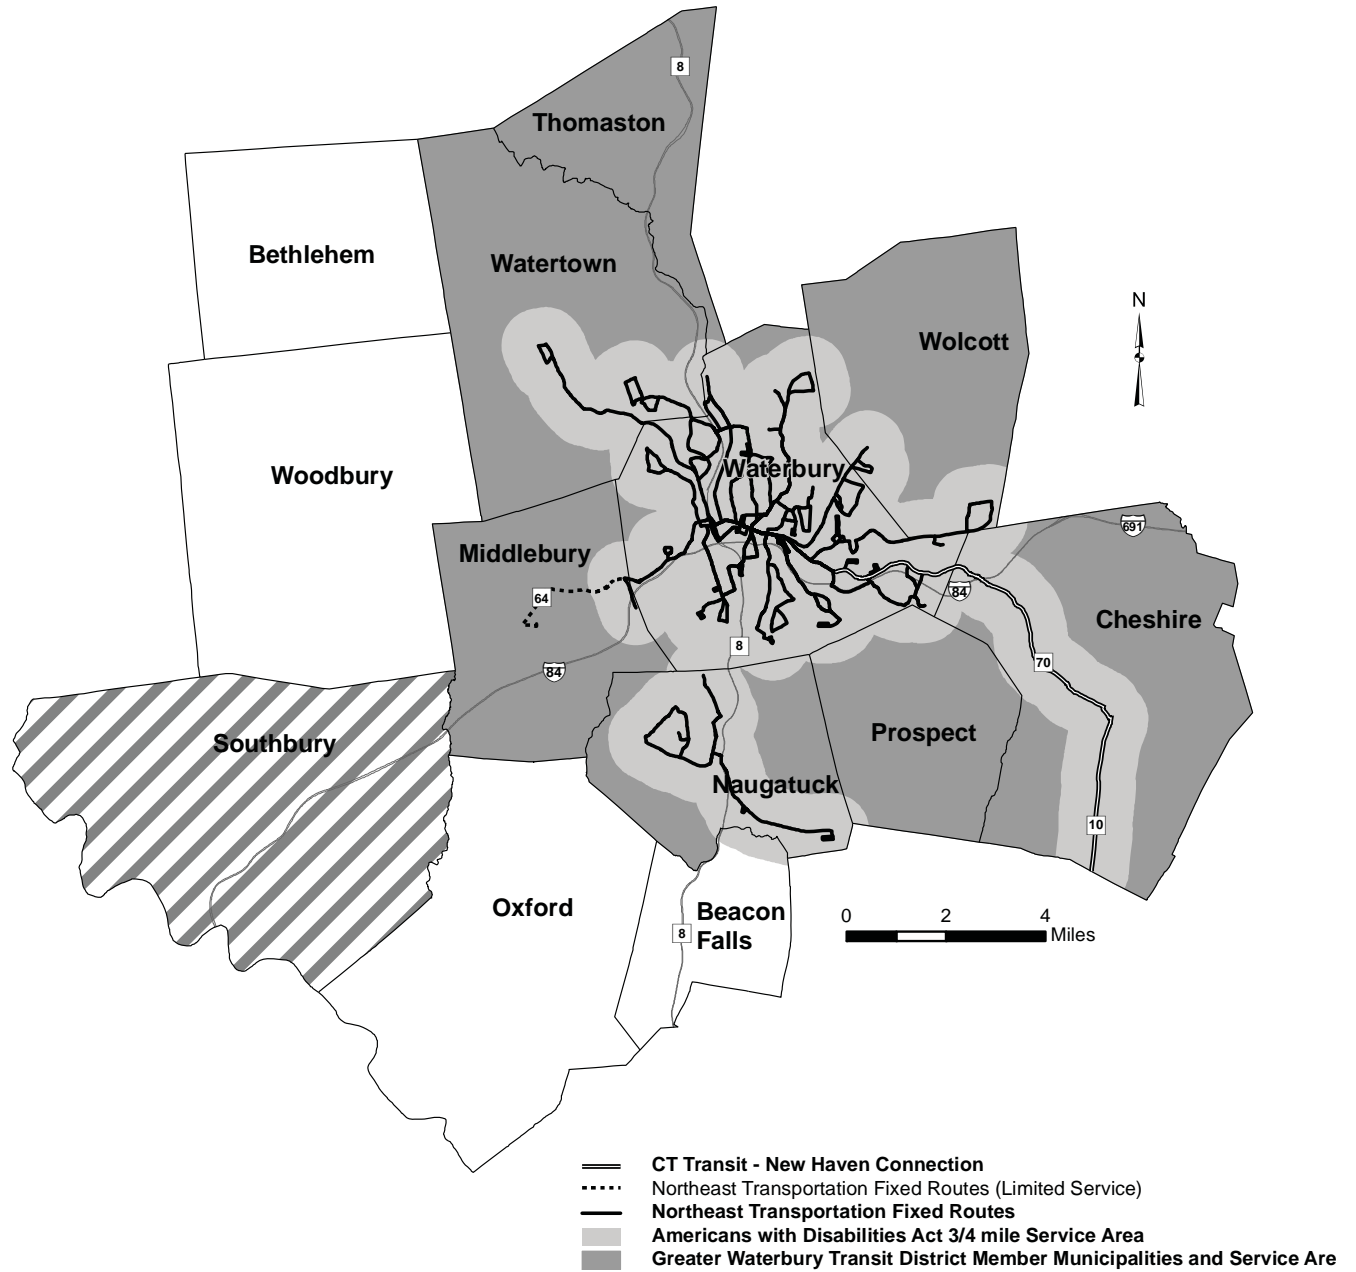 8
Thomaston
Bethlehem
Watertown
N
Wolcott
Woodbury
Waterbury
691
Middlebury
64
84
Cheshire
8
70
84
Southbury
Prospect
Naugatuck
10
Oxford
Beacon
Falls
8
0 2 4
Miles
CT Transit - New Haven Connection
Northeast Transportation Fixed Routes (Limited Service)
Northeast Transportation Fixed Routes
Americans with Disabilities Act 3/4 mile Service Area
Greater Waterbury Transit District Member Municipalities and Service Are